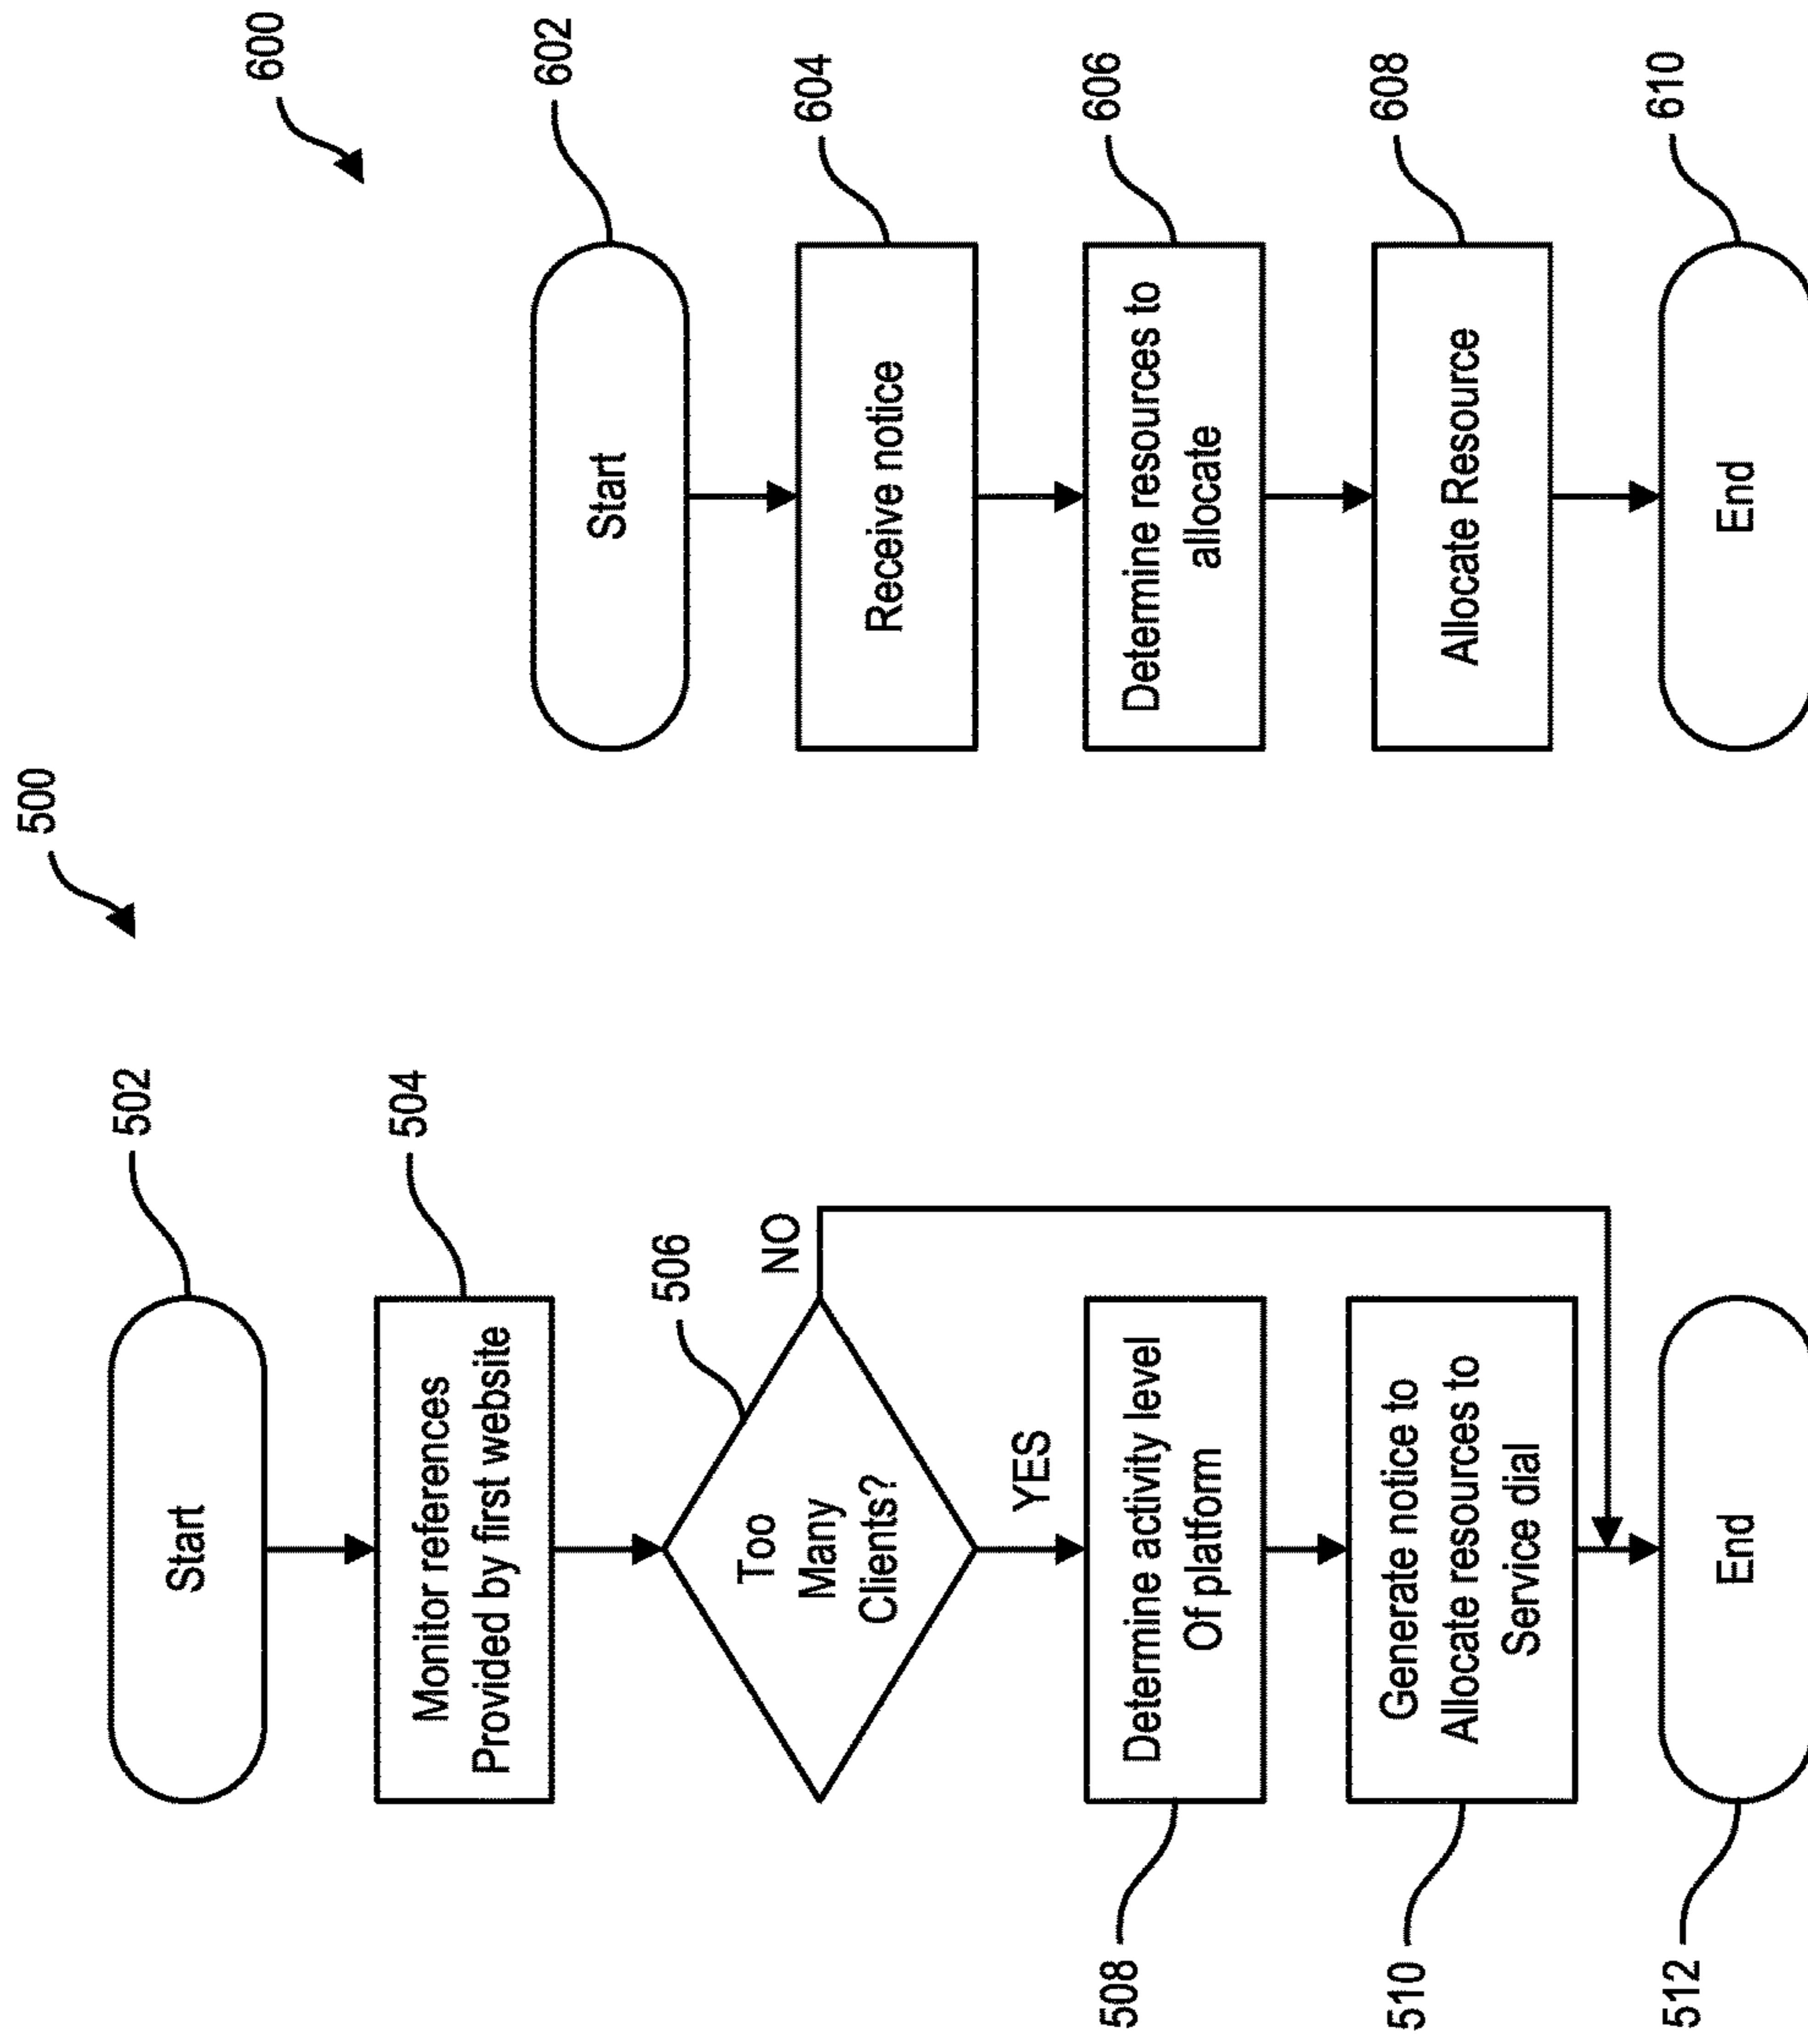 500
502
Start
504
Monitor references
Provided by first website
506
Too
Many
Clients?
NO
YES
508
Determine activity level
Of platform
510
Generate notice to
Allocate resources to
Service dial
512
End
600
602
Start
604
Receive notice
606
Determine resources to
allocate
608
Allocate Resource
610
End